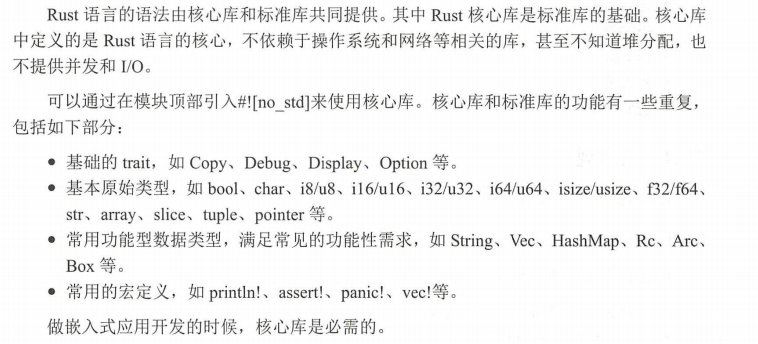 Rust 语言的语法由核心库和标准库共同提供。其中 Rust 核心库是标准库的基础。核心库
中定义的是 Rust 语言的核心，不依赖于操作系统和网络等相关的库，甚至不知道堆分配，也
不提供并发和 I/O。
可以通过在模块顶部引入#![no_std]来使用核心库。核心库和标准库的功能有一些重复，
包括如下部分：
● 基础的 trait，如 Copy、Debug、Display、Option 等。
● 基本原始类型，如 bool、char、i8/u8、i16/u16、i32/u32、i64/u64、isize/usize、f32/f64、
str、array、slice、tuple、pointer 等。
● 常用功能型数据类型，满足常见的功能性需求，如 String、Vec、HashMap、Rc、Arc、
Box 等。
● 常用的宏定义，如 println!、assert!、panic!、vec!等。
做嵌入式应用开发的时候，核心库是必需的。